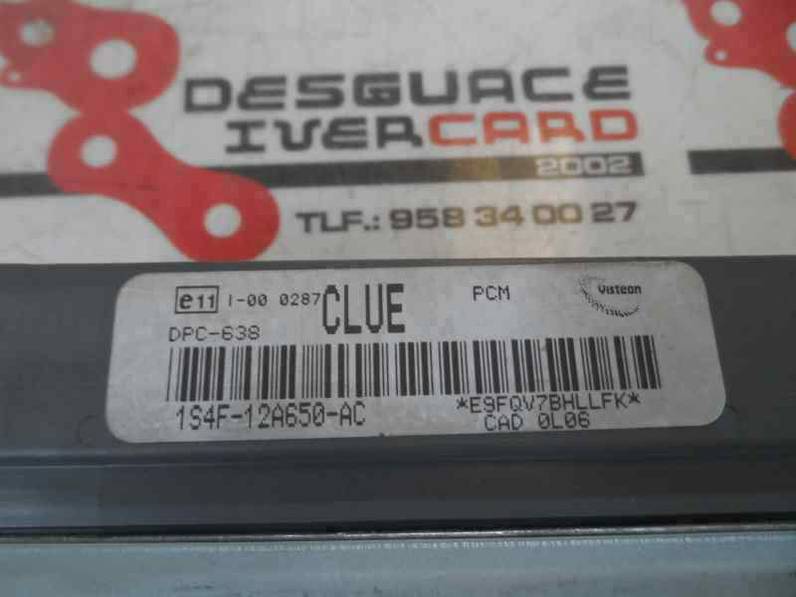 DESGUACE
IVERCARD
2002
TLF.: 958 34 00 27
e11 I-00 0287 CLUE PCM Visteon
DPC-638
1S4F-12A650-AC *E9FQV7BHLLFK*
CAD 0L06